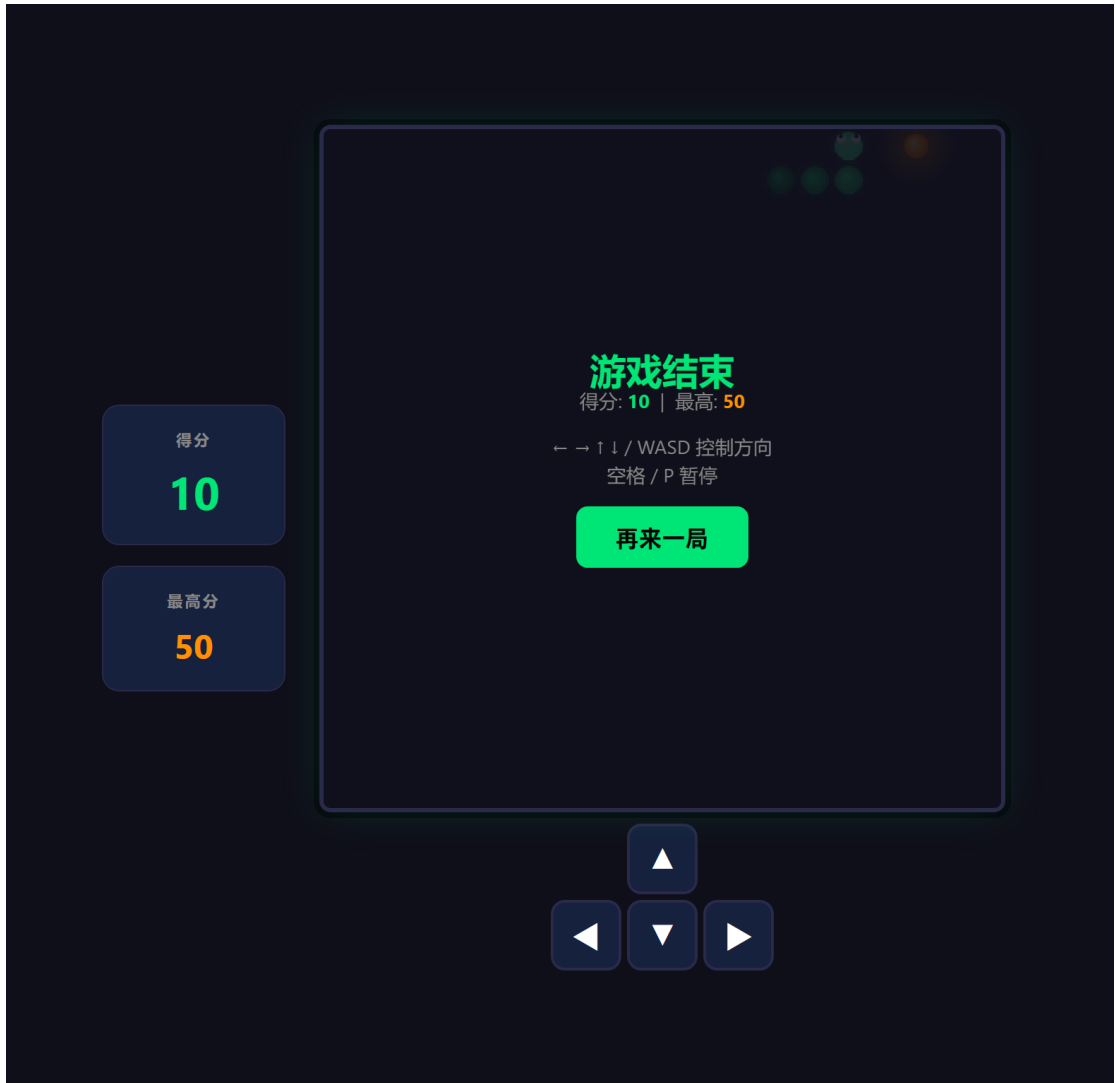 游戏结束
得分: 10 | 最高: 50
← → ↑ ↓ / WASD 控制方向
空格 / P 暂停
再来一局
得分
10
最高分
50
▲
◀ ▼ ▶